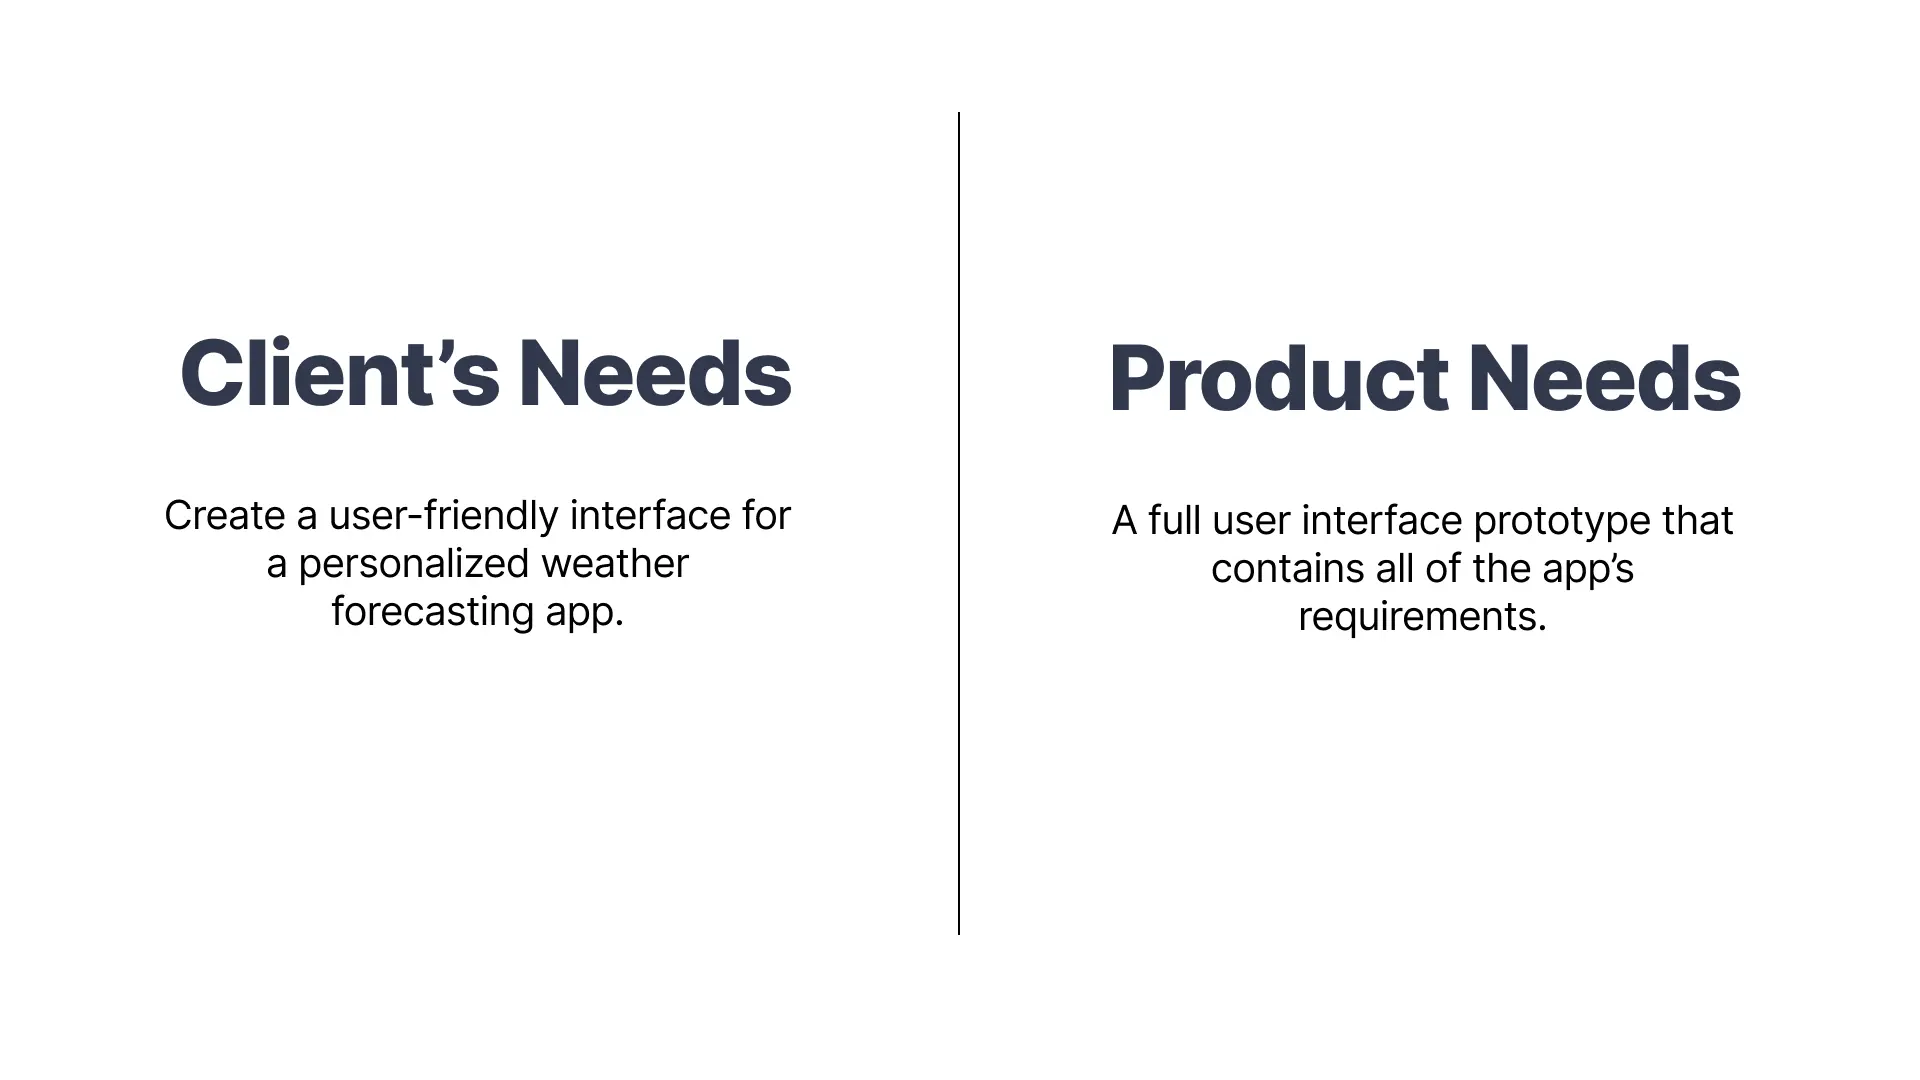 Client’s Needs
Create a user-friendly interface for
a personalized weather
forecasting app.
Product Needs
A full user interface prototype that
contains all of the app’s
requirements.